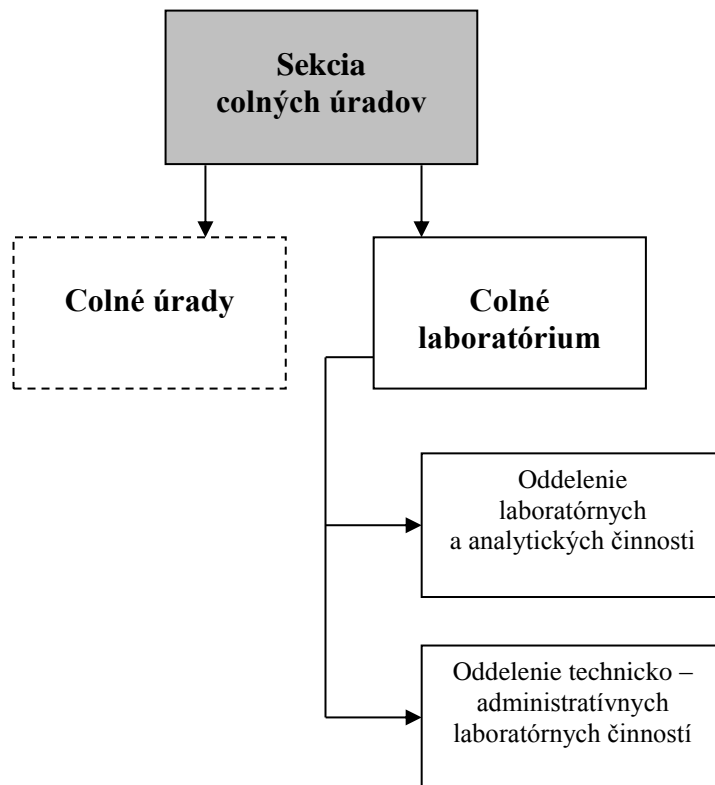 Sekcia
colných úradov
Colné úrady
Colné
laboratórium
Oddelenie
laboratórnych
a analytických činnosti
Oddelenie technicko –
administratívnych
laboratórnych činností